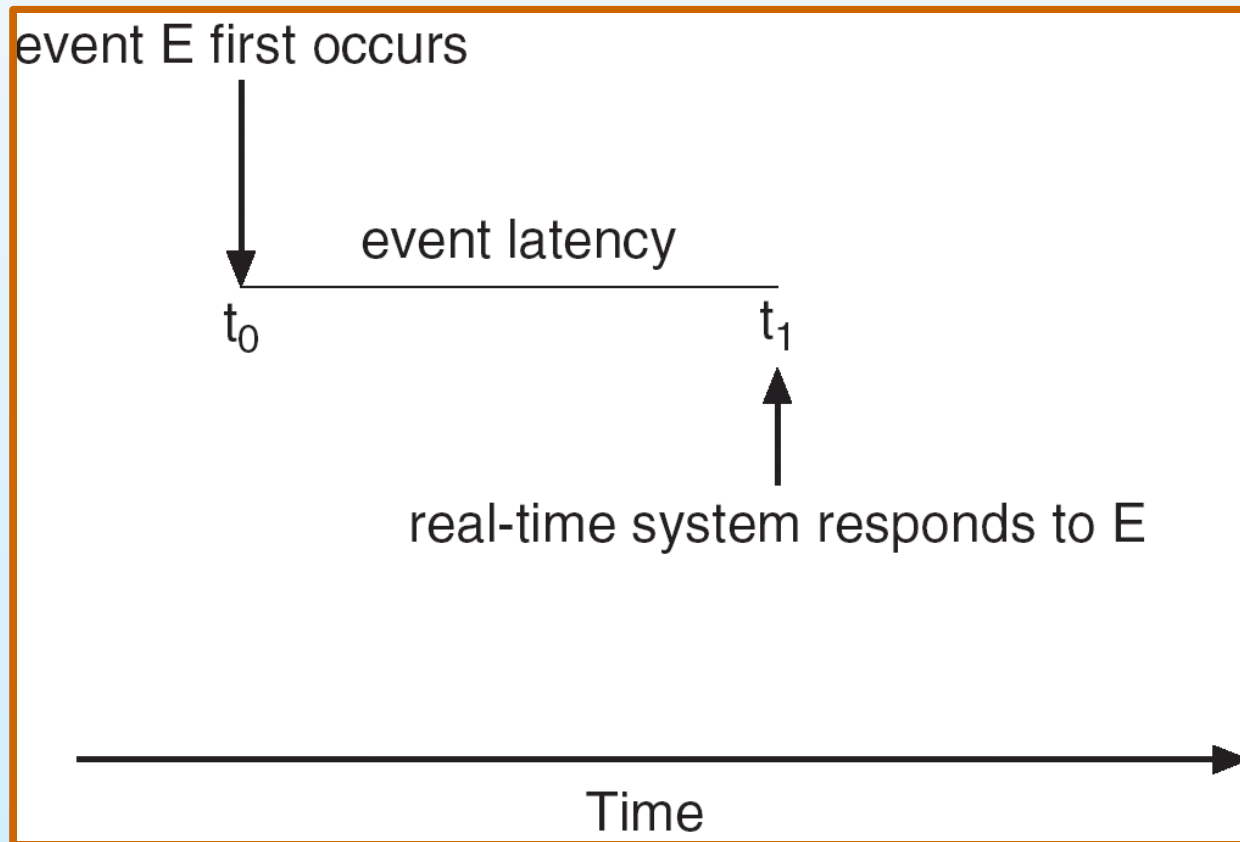 event E first occurs
event latency
t₀
t₁
real-time system responds to E
Time